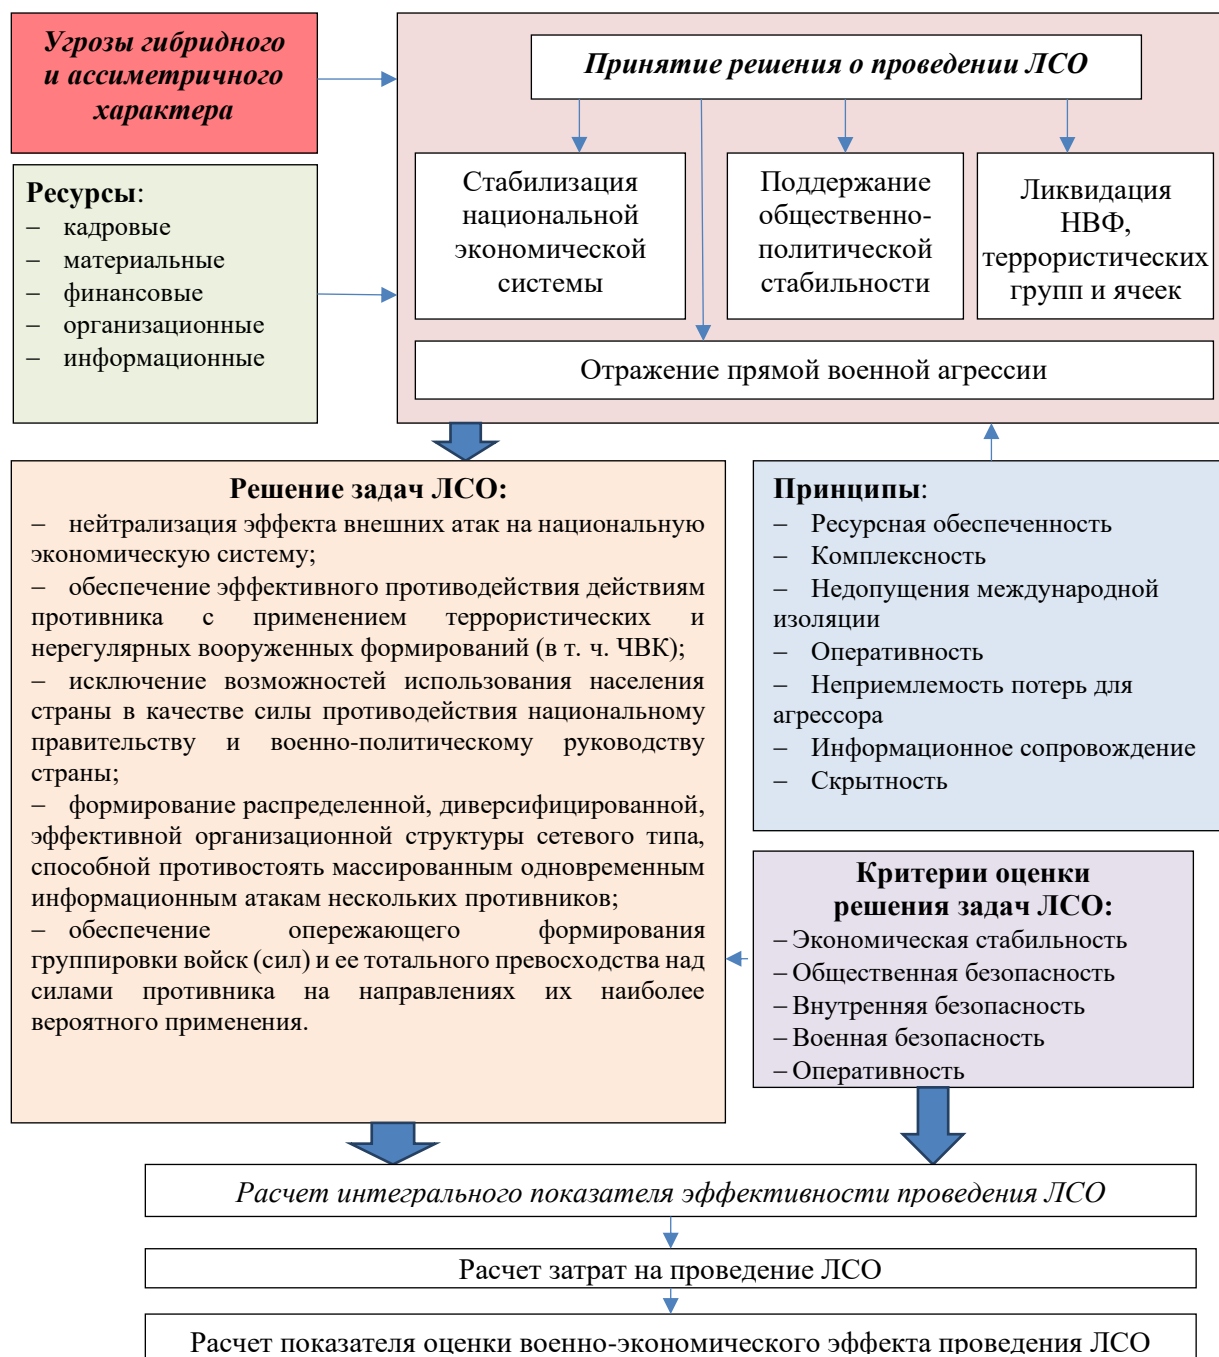 Угрозы гибридного
и ассиметричного
характера
Принятие решения о проведении ЛСО
Стабилизация
национальной
экономической
системы
Поддержание
общественно-
политической
стабильности
Ликвидация
НВФ,
террористических
групп и ячеек
Отражение прямой военной агрессии
Ресурсы:
– кадровые
– материальные
– финансовые
– организационные
– информационные
Решение задач ЛСО:
– нейтрализация эффекта внешних атак на национальную
экономическую систему;
– обеспечение эффективного противодействия действиям
противника с применением террористических и
нерегулярных вооруженных формирований (в т. ч. ЧВК);
– исключение возможностей использования населения
страны в качестве силы противодействия национальному
правительству и военно-политическому руководству
страны;
– формирование распределенной, диверсифицированной,
эффективной организационной структуры сетевого типа,
способной противостоять массированным одновременным
информационным атакам нескольких противников;
– обеспечение опережающего формирования
группировки войск (сил) и ее тотального превосходства над
силами противника на направлениях их наиболее
вероятного применения.
Принципы:
– Ресурсная обеспеченность
– Комплексность
– Недопущения международной
изоляции
– Оперативность
– Неприемлемость потерь для
агрессора
– Информационное сопровождение
– Скрытность
Критерии оценки
решения задач ЛСО:
– Экономическая стабильность
– Общественная безопасность
– Внутренняя безопасность
– Военная безопасность
– Оперативность
Расчет интегрального показателя эффективности проведения ЛСО
Расчет затрат на проведение ЛСО
Расчет показателя оценки военно-экономического эффекта проведения ЛСО